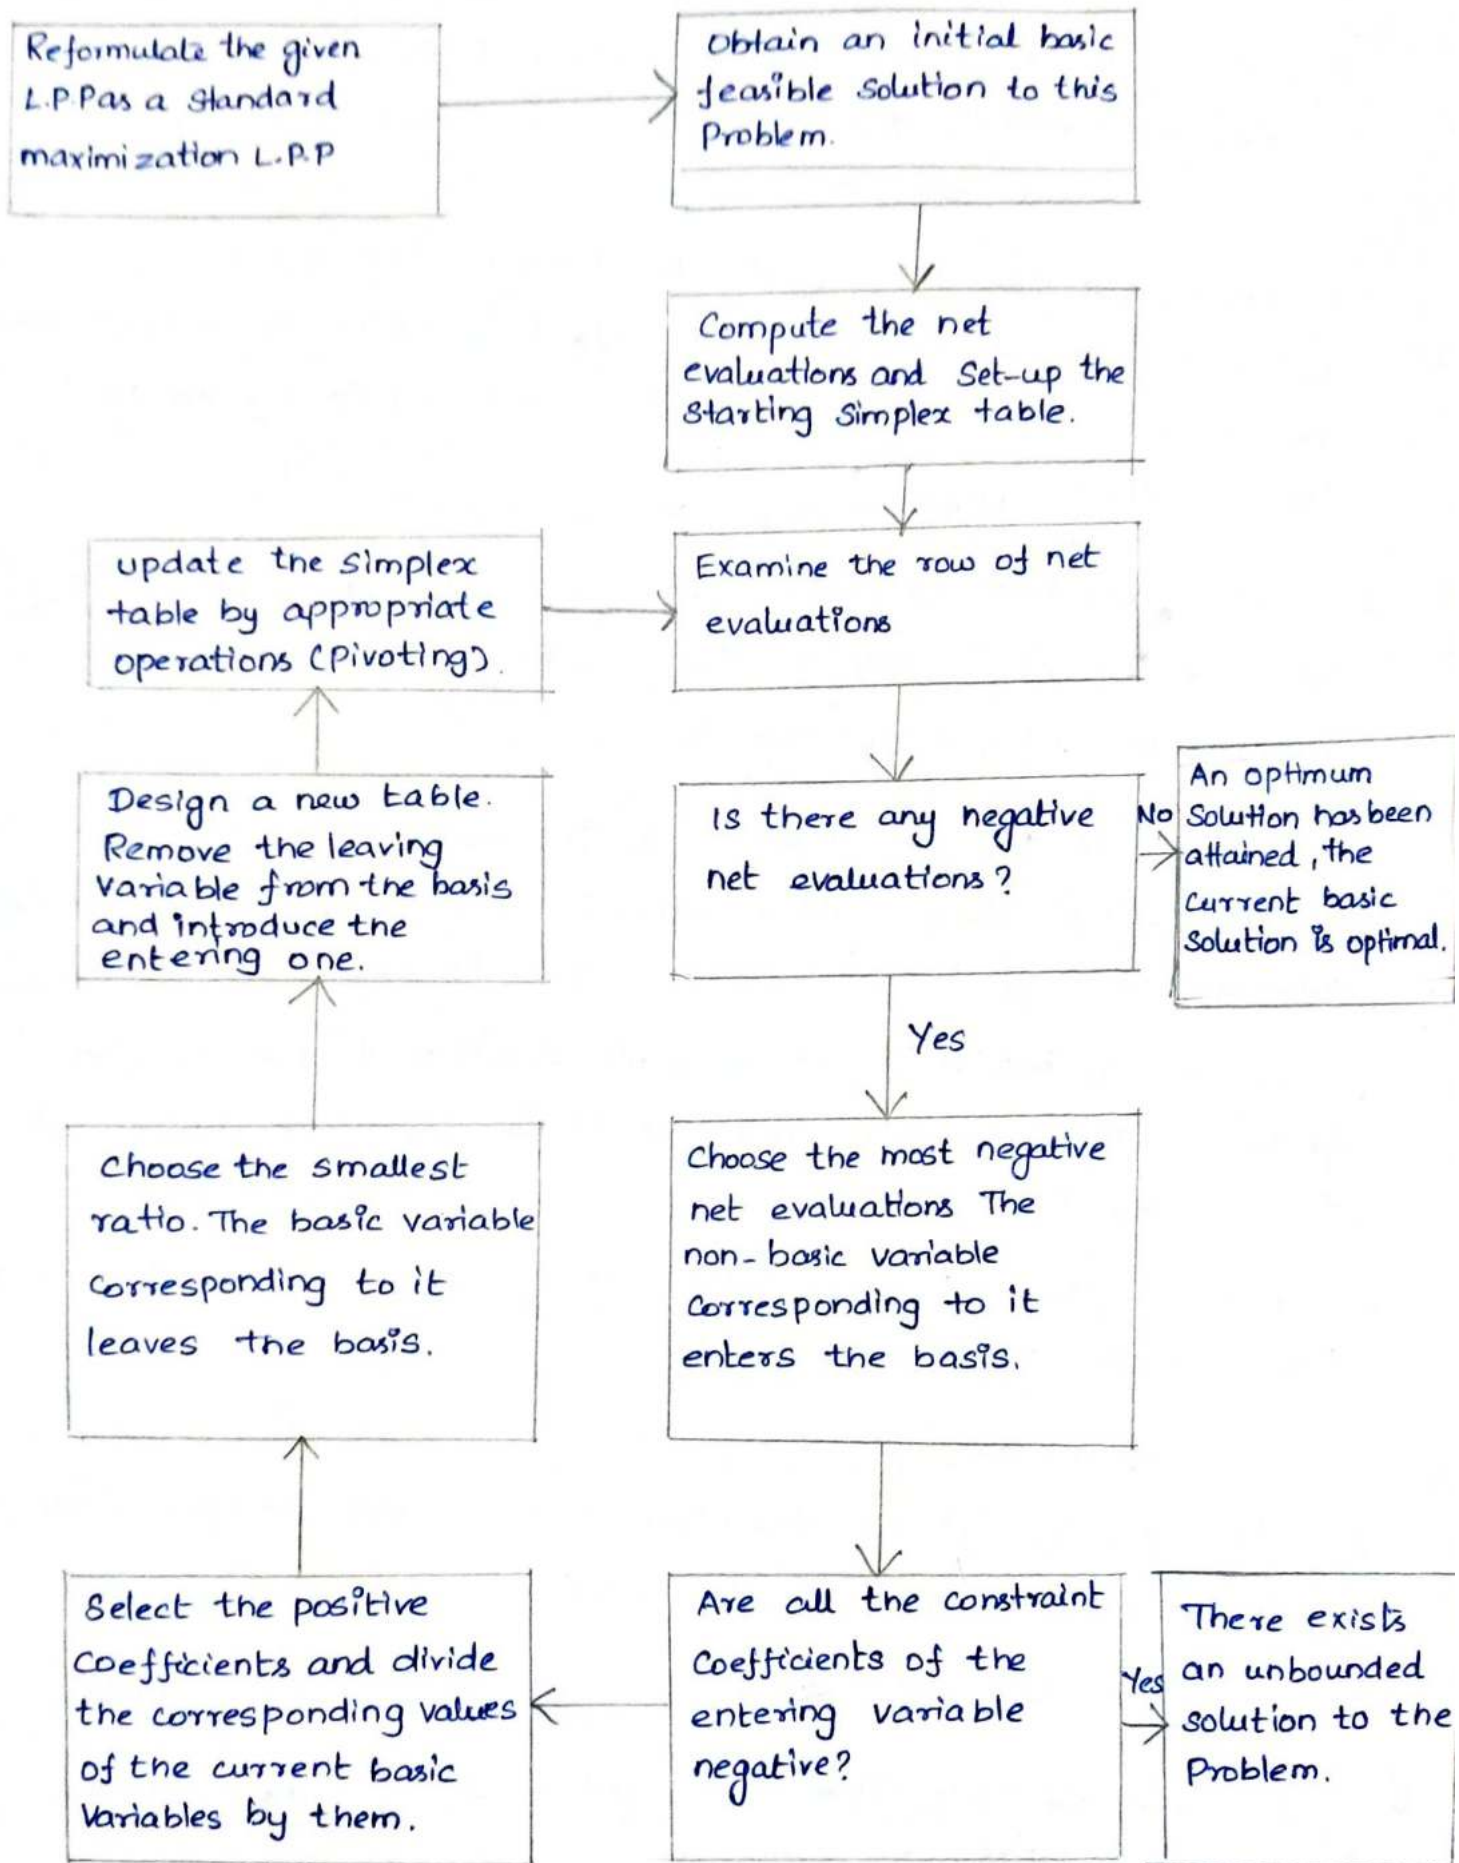 Reformulate the given
L.P.Pas a standard
maximization L.P.P
Obtain an initial basic
feasible solution to this
Problem.
Compute the net
evaluations and Set-up the
Starting Simplex table.
Examine the row of net
evaluations
update the simplex
table by appropriate
operations (Pivoting).
Is there any negative
net evaluations?
No
An optimum
Solution has been
attained, the
current basic
Solution is optimal.
Design a new table.
Remove the leaving
variable from the basis
and introduce the
entering one.
Yes
Choose the most negative
net evaluations The
non-basic variable
corresponding to it
enters the basis.
Choose the smallest
ratio. The basic variable
corresponding to it
leaves the basis.
Are all the constraint
Coefficients of the
entering variable
negative?
Yes
There exists
an unbounded
solution to the
Problem.
Select the positive
Coefficients and divide
the corresponding values
of the current basic
Variables by them.